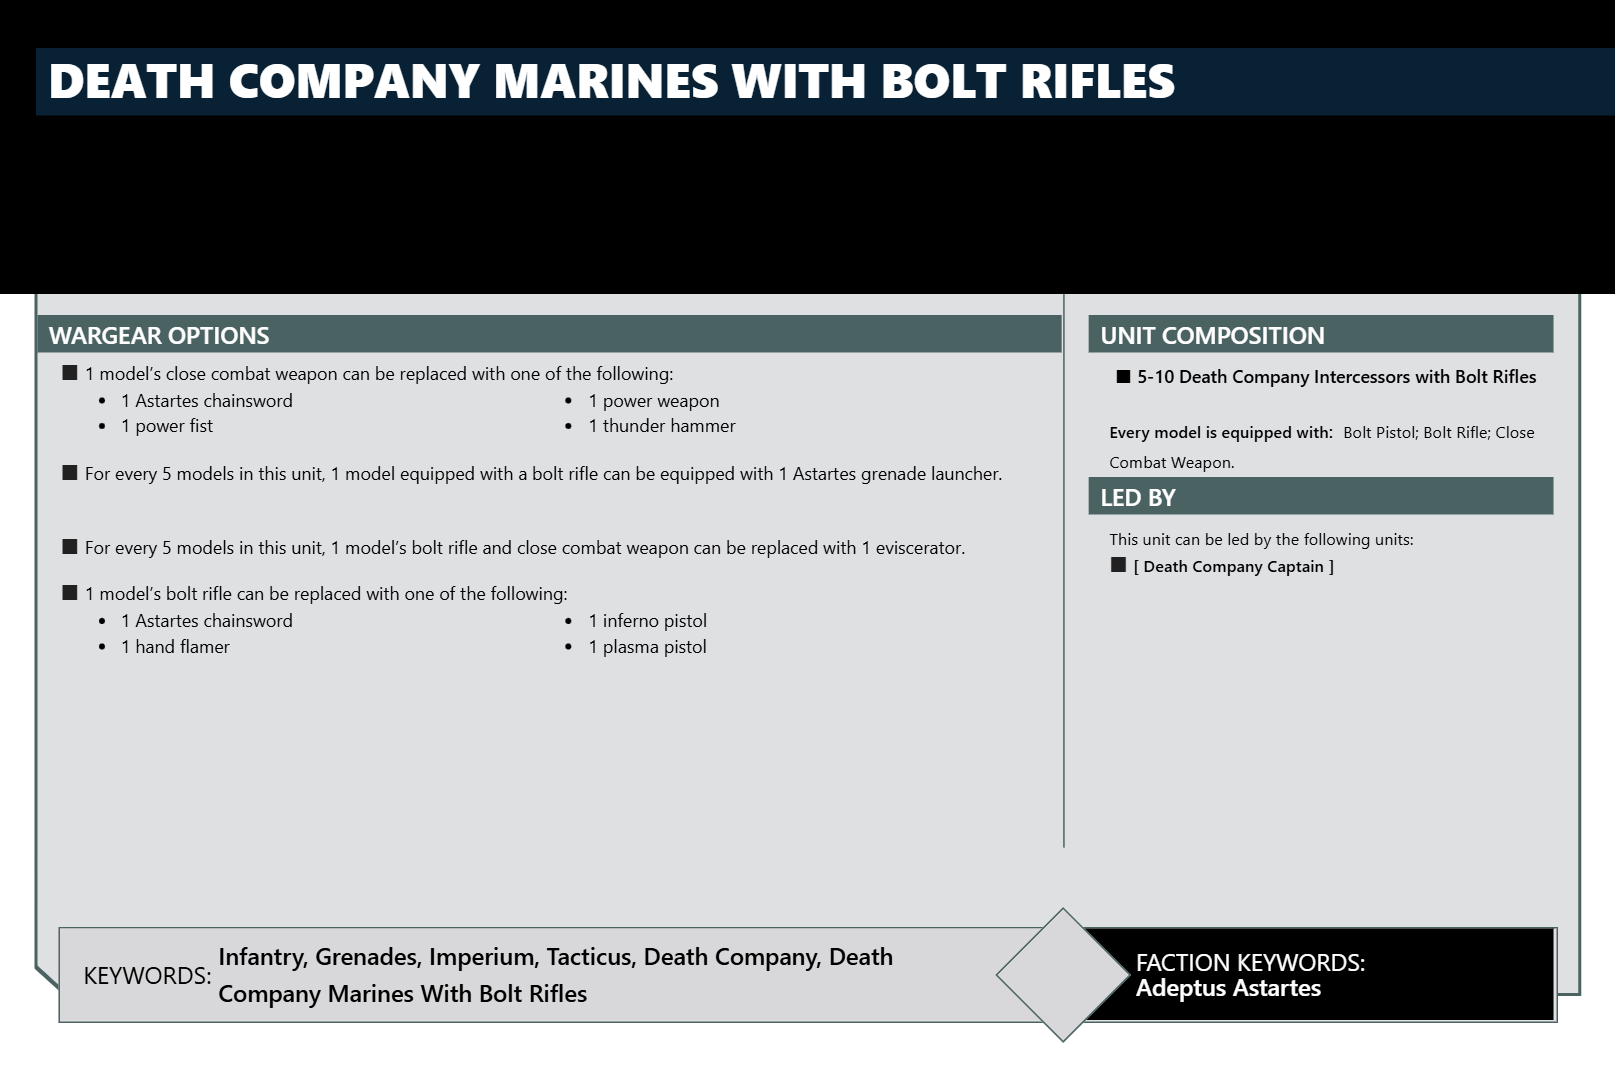 DEATH COMPANY MARINES WITH BOLT RIFLES
WARGEAR OPTIONS
■ 1 model’s close combat weapon can be replaced with one of the following:
• 1 Astartes chainsword
• 1 power weapon
• 1 power fist
• 1 thunder hammer
■ For every 5 models in this unit, 1 model equipped with a bolt rifle can be equipped with 1 Astartes grenade launcher.
■ For every 5 models in this unit, 1 model’s bolt rifle and close combat weapon can be replaced with 1 eviscerator.
■ 1 model’s bolt rifle can be replaced with one of the following:
• 1 Astartes chainsword
• 1 inferno pistol
• 1 hand flamer
• 1 plasma pistol
UNIT COMPOSITION
■ 5-10 Death Company Intercessors with Bolt Rifles
Every model is equipped with: Bolt Pistol; Bolt Rifle; Close
Combat Weapon.
LED BY
This unit can be led by the following units:
■ [ Death Company Captain ]
KEYWORDS: Infantry, Grenades, Imperium, Tacticus, Death Company, Death
Company Marines With Bolt Rifles
FACTION KEYWORDS:
Adeptus Astartes